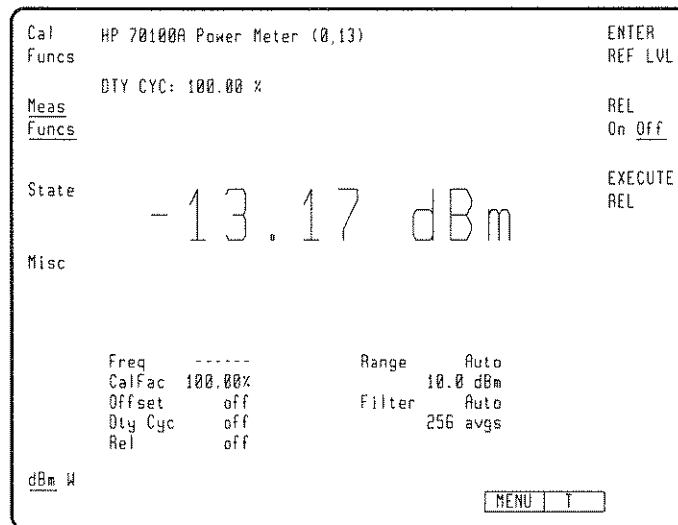 Cal
Funcs
HP 70100A Power Meter (0,13)
ENTER
REF LVL
DTY CYC: 100.00 %
Meas
Funcs
REL
On Off
State
-13.17 dBm
EXECUTE
REL
Misc
Freq ------
CalFac 100.00%
Offset off
Dty Cyc off
Rel off
Range Auto
10.0 dBm
Filter Auto
256 avgs
dBm W
MENU T